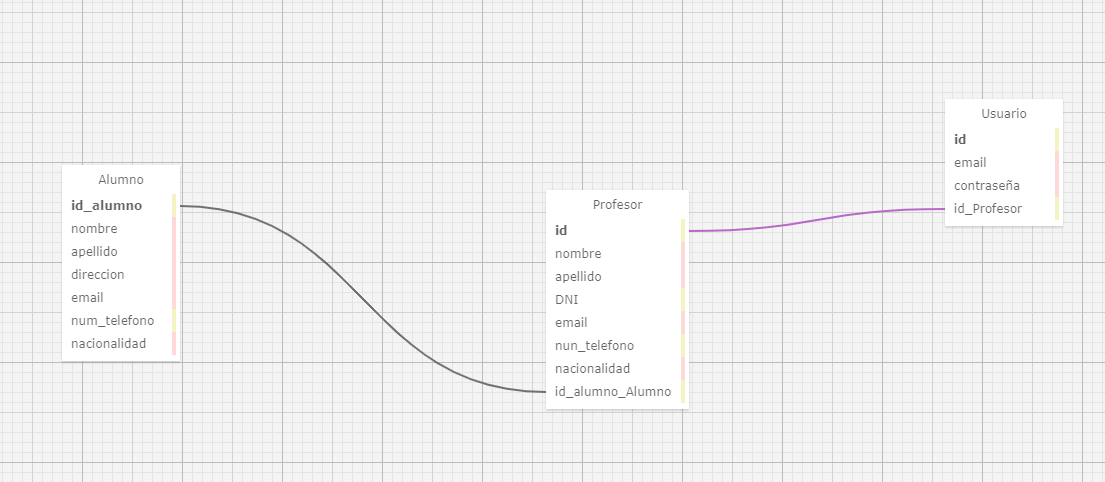 Alumno
id_alumno
nombre
apellido
direccion
email
num_telefono
nacionalidad
Profesor
id
nombre
apellido
DNI
email
nun_telefono
nacionalidad
id_alumno_Alumno
Usuario
id
email
contraseña
id_Profesor